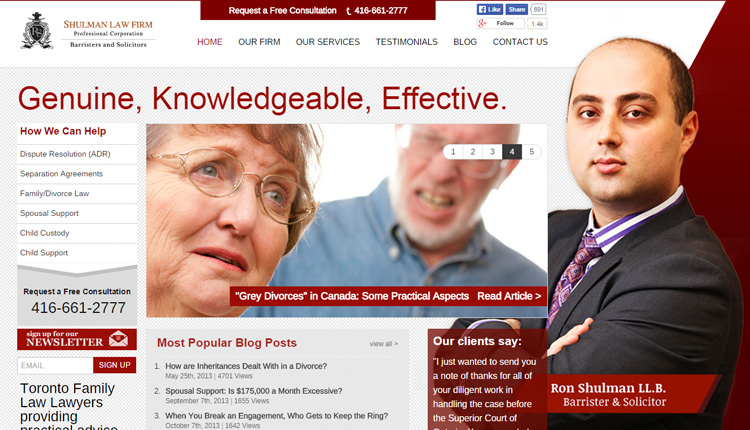 Request a Free Consultation 416-661-2777
Like Share 891
Follow 1.4k
SHULMAN LAW FIRM
Professional Corporation
Barristers and Solicitors
HOME OUR FIRM OUR SERVICES TESTIMONIALS BLOG CONTACT US
Genuine, Knowledgeable, Effective.
How We Can Help
Dispute Resolution (ADR)
Separation Agreements
Family/Divorce Law
Spousal Support
Child Custody
Child Support
Request a Free Consultation
416-661-2777
sign up for our
NEWSLETTER
EMAIL SIGN UP
Toronto Family
Law Lawyers
providing
practical advice
1 2 3 4 5
"Grey Divorces" in Canada: Some Practical Aspects Read Article >
Most Popular Blog Posts view all >
1. How are Inheritances Dealt With in a Divorce?
May 25th, 2013 | 4701 Views
2. Spousal Support: Is $175,000 a Month Excessive?
September 7th, 2013 | 1655 Views
3. When You Break an Engagement, Who Gets to Keep the Ring?
October 7th, 2013 | 1642 Views
Our clients say:
"I just wanted to send you
a note of thanks for all of
your diligent work in
handling the case before
the Superior Court of
Ron Shulman LL.B.
Barrister & Solicitor